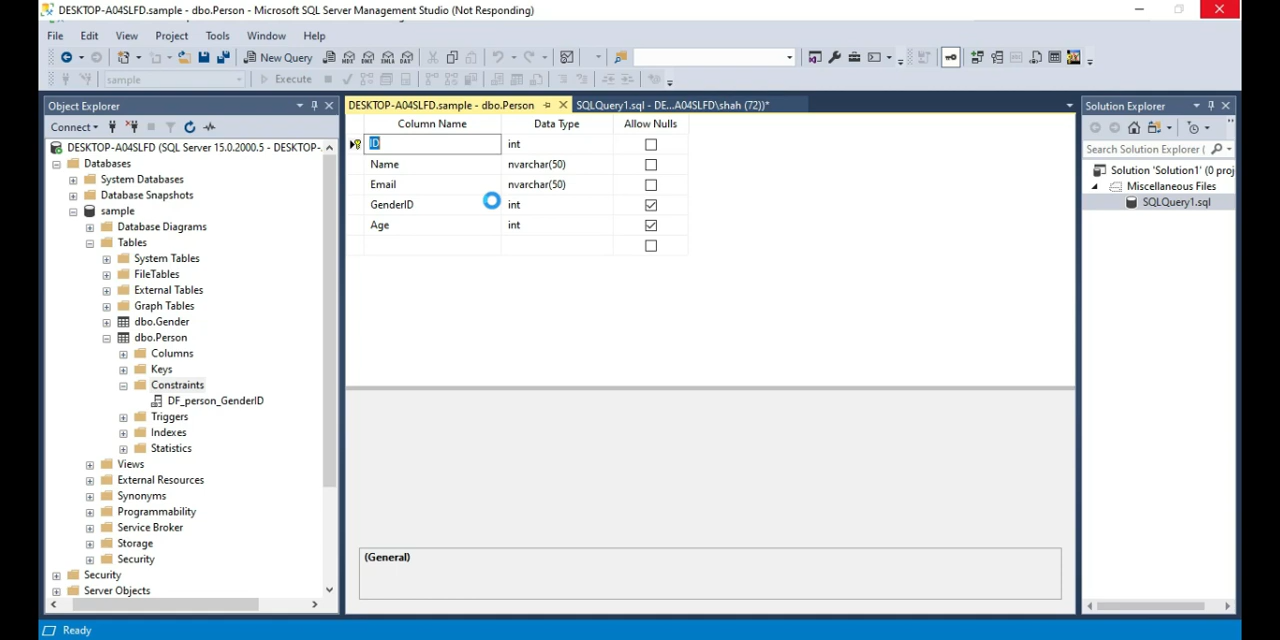 DESKTOP-A04SLFD.sample - dbo.Person - Microsoft SQL Server Management Studio (Not Responding)
File Edit View Project Tools Window Help
New Query
sample Execute
Object Explorer
DESKTOP-A04SLFD.sample - dbo.Person
SQLQuery1.sql - DE...A04SLFD\shah (72))*
Solution Explorer
Connect
DESKTOP-A04SLFD (SQL Server 15.0.2000.5 - DESKTOP-
Databases
System Databases
Database Snapshots
sample
Database Diagrams
Tables
System Tables
FileTables
External Tables
Graph Tables
dbo.Gender
dbo.Person
Columns
Keys
Constraints
DF_person_GenderID
Triggers
Indexes
Statistics
Views
External Resources
Synonyms
Programmability
Service Broker
Storage
Security
Security
Server Objects
Column Name Data Type Allow Nulls
ID int
Name nvarchar(50)
Email nvarchar(50)
GenderID int
Age int
(General)
Search Solution Explorer (
Solution 'Solution1' (0 proj
Miscellaneous Files
SQLQuery1.sql
Ready